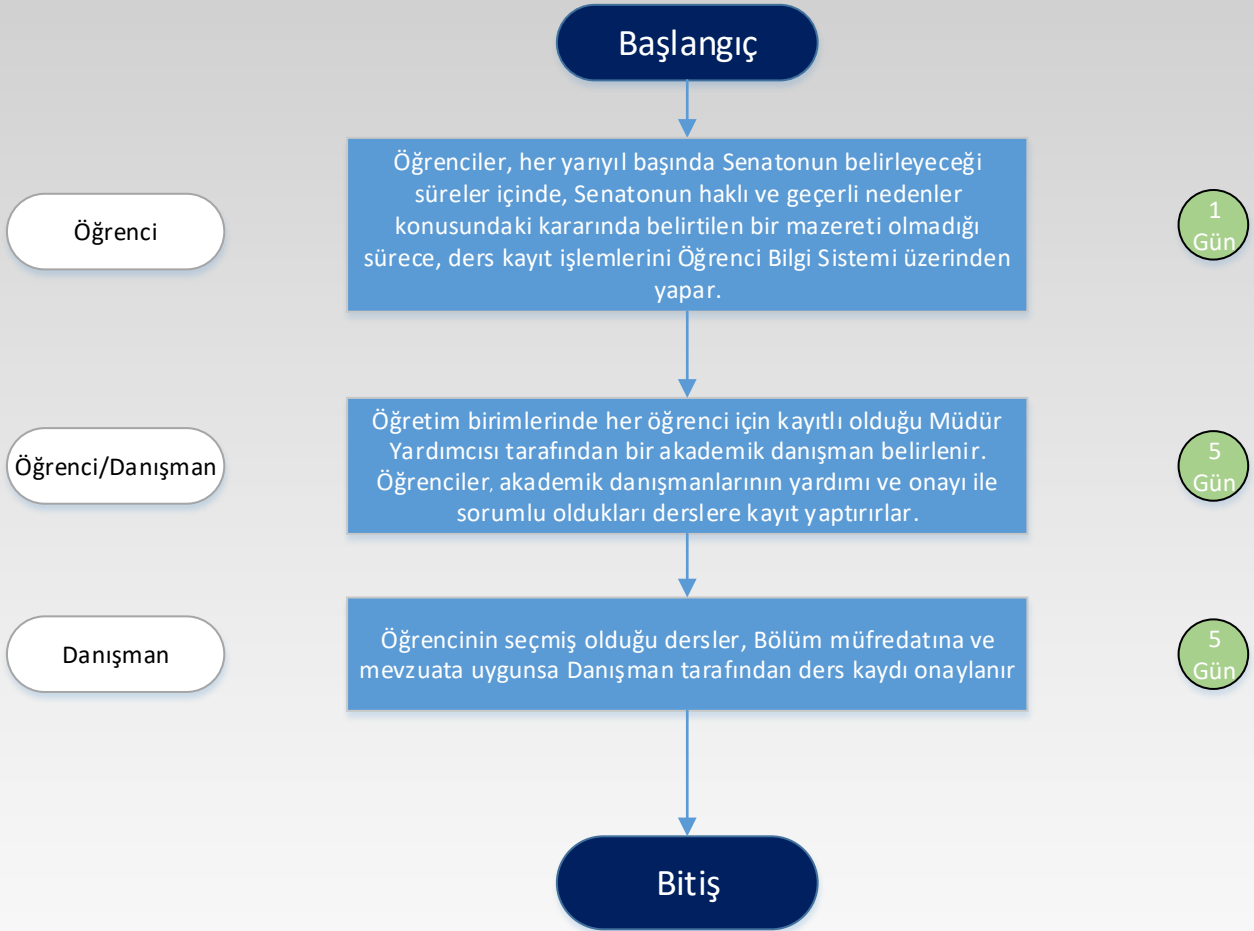 Başlangıç
Öğrenci
Öğrenciler, her yarıyıl başında Senatonun belirleyeceği
süreler içinde, Senatonun haklı ve geçerli nedenler
konusundaki kararında belirtilen bir mazereti olmadığı
sürece, ders kayıt işlemlerini Öğrenci Bilgi Sistemi üzerinden
yapar.
1
Gün
Öğrenci/Danışman
Öğretim birimlerinde her öğrenci için kayıtlı olduğu Müdür
Yardımcısı tarafından bir akademik danışman belirlenir.
Öğrenciler, akademik danışmanlarının yardımı ve onayı ile
sorumlu oldukları derslere kayıt yaptırırlar.
5
Gün
Danışman
Öğrencinin seçmiş olduğu dersler, Bölüm müfredatına ve
mevzuata uygunsa Danışman tarafından ders kaydı onaylanır
5
Gün
Bitiş